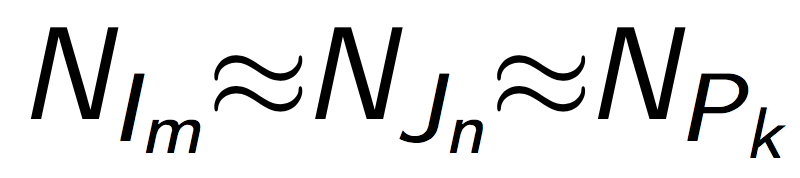 N_{I_m} ≈ N_{J_n} ≈ N_{P_k}